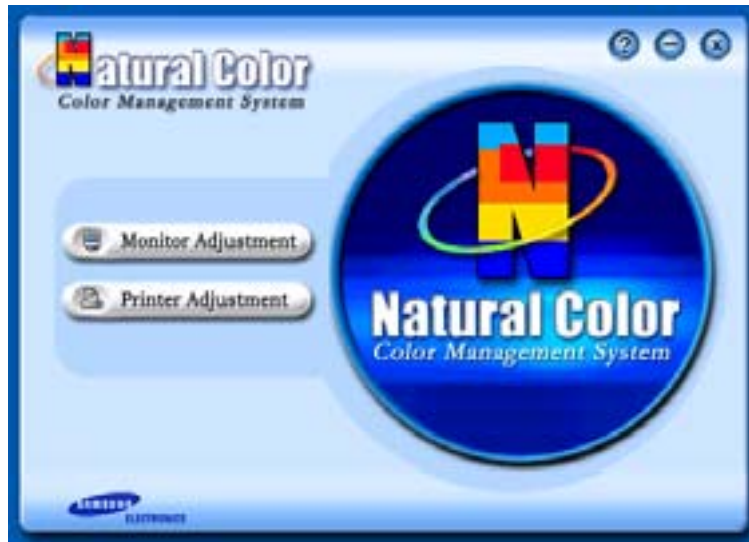 Natural Color
Color Management System
Monitor Adjustment
Printer Adjustment
N
Natural Color
Color Management System
SAMSUNG
ELECTRONICS